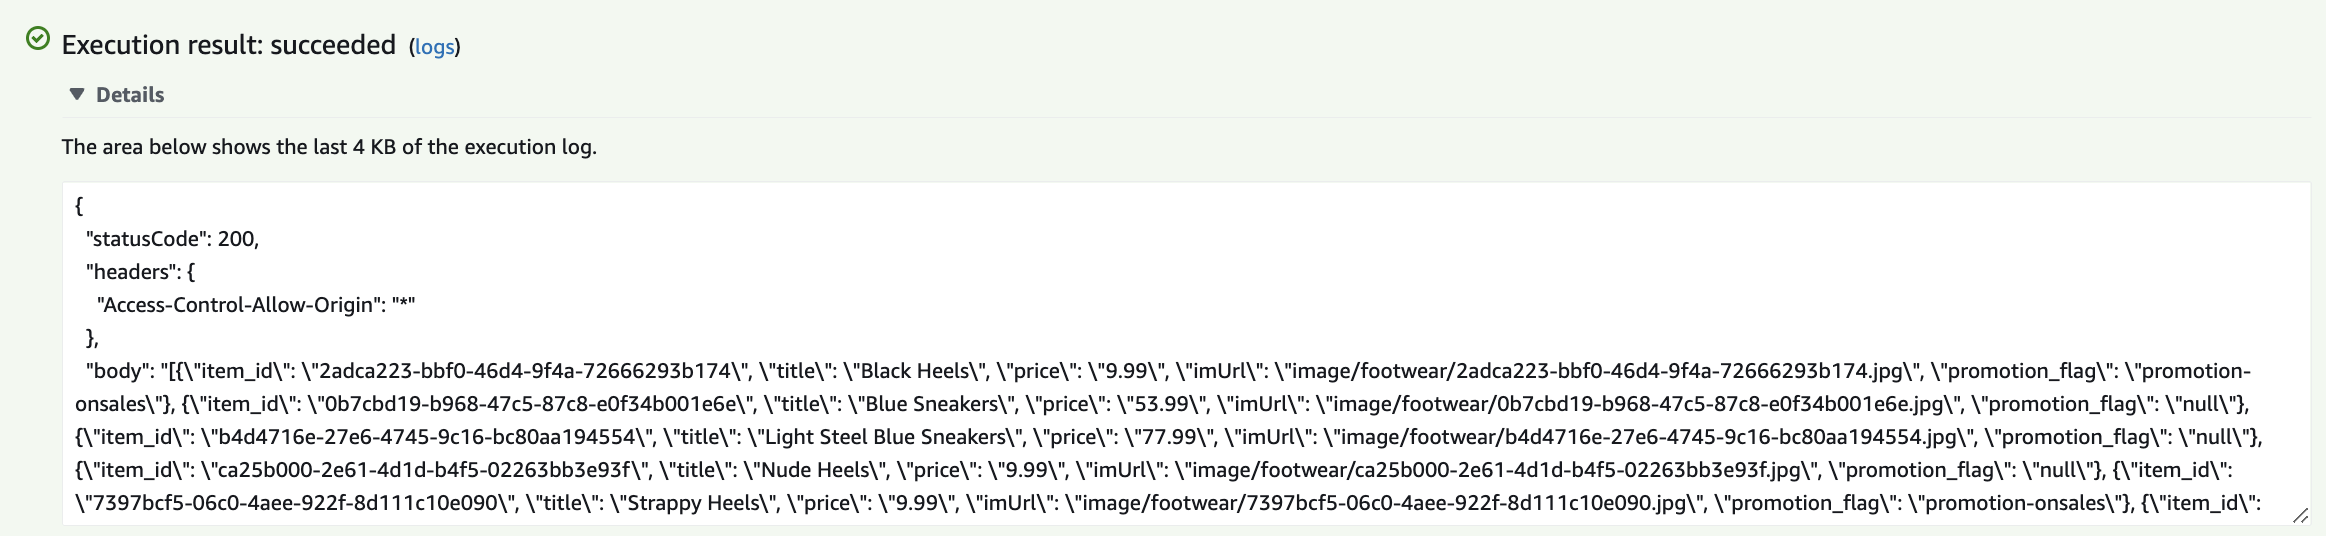 Execution result: succeeded (logs)
Details
The area below shows the last 4 KB of the execution log.
{
"statusCode": 200,
"headers": {
"Access-Control-Allow-Origin": "*"
},
"body": "[{\"item_id\": \"2adca223-bbf0-46d4-9f4a-72666293b174\", \"title\": \"Black Heels\", \"price\": \"9.99\", \"imUrl\": \"image/footwear/2adca223-bbf0-46d4-9f4a-72666293b174.jpg\", \"promotion_flag\": \"promotion-
onsales\"}, {\"item_id\": \"0b7cbd19-b968-47c5-87c8-e0f34b001e6e\", \"title\": \"Blue Sneakers\", \"price\": \"53.99\", \"imUrl\": \"image/footwear/0b7cbd19-b968-47c5-87c8-e0f34b001e6e.jpg\", \"promotion_flag\": \"null\"},
{\"item_id\": \"b4d4716e-27e6-4745-9c16-bc80aa194554\", \"title\": \"Light Steel Blue Sneakers\", \"price\": \"77.99\", \"imUrl\": \"image/footwear/b4d4716e-27e6-4745-9c16-bc80aa194554.jpg\", \"promotion_flag\": \"null\"},
{\"item_id\": \"ca25b000-2e61-4d1d-b4f5-02263bb3e93f\", \"title\": \"Nude Heels\", \"price\": \"9.99\", \"imUrl\": \"image/footwear/ca25b000-2e61-4d1d-b4f5-02263bb3e93f.jpg\", \"promotion_flag\": \"null\"}, {\"item_id\":
\"7397bcf5-06c0-4aee-922f-8d111c10e090\", \"title\": \"Strappy Heels\", \"price\": \"9.99\", \"imUrl\": \"image/footwear/7397bcf5-06c0-4aee-922f-8d111c10e090.jpg\", \"promotion_flag\": \"promotion-onsales\"}, {\"item_id\":